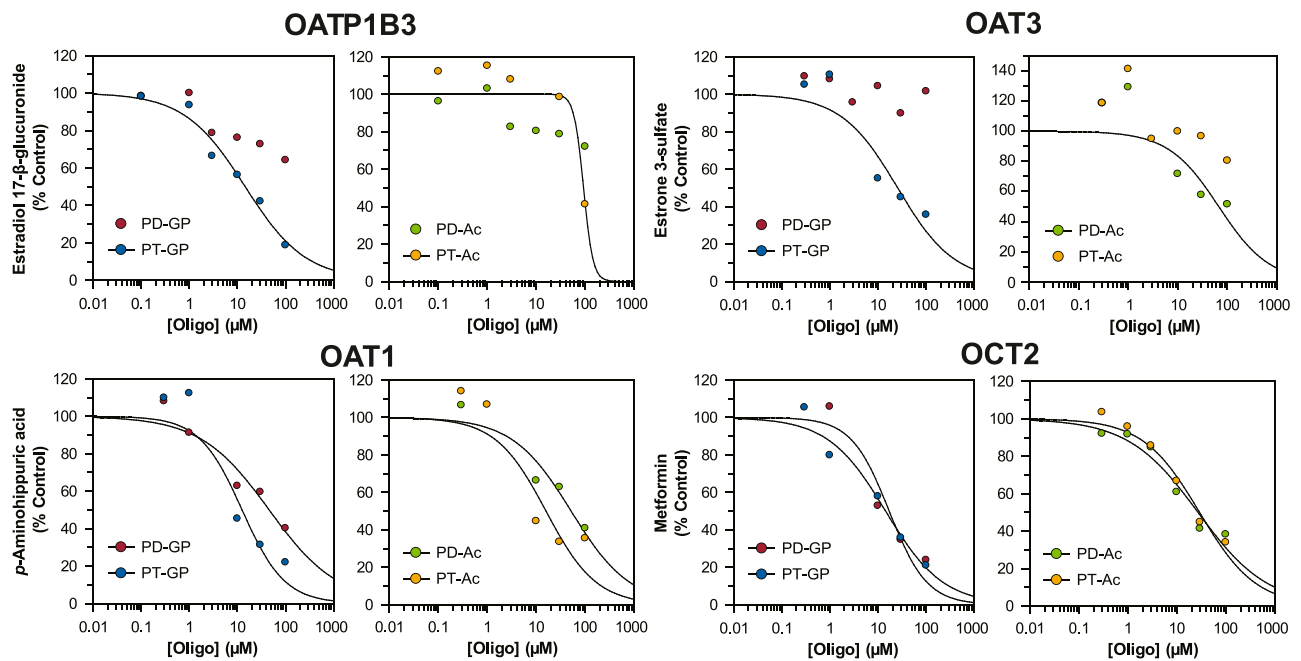 OATP1B3
OAT3
Estradiol 17-β-glucuronide
(% Control)
120
100
80
60
40
20
0
PD-GP
PT-GP
0.01 0.1 1 10 100 1000
[Oligo] (µM)
120
100
80
60
40
20
0
PD-Ac
PT-Ac
0.01 0.1 1 10 100 1000
[Oligo] (µM)
Estrone 3-sulfate
(% Control)
120
100
80
60
40
20
0
PD-GP
PT-GP
0.01 0.1 1 10 100 1000
[Oligo] (µM)
140
120
100
80
60
40
20
0
PD-Ac
PT-Ac
0.01 0.1 1 10 100 1000
[Oligo] (µM)
OAT1
OCT2
p-Aminohippuric acid
(% Control)
120
100
80
60
40
20
0
PD-GP
PT-GP
0.01 0.1 1 10 100 1000
[Oligo] (µM)
120
100
80
60
40
20
0
PD-Ac
PT-Ac
0.01 0.1 1 10 100 1000
[Oligo] (µM)
Metformin
(% Control)
120
100
80
60
40
20
0
PD-GP
PT-GP
0.01 0.1 1 10 100 1000
[Oligo] (µM)
120
100
80
60
40
20
0
PD-Ac
PT-Ac
0.01 0.1 1 10 100 1000
[Oligo] (µM)